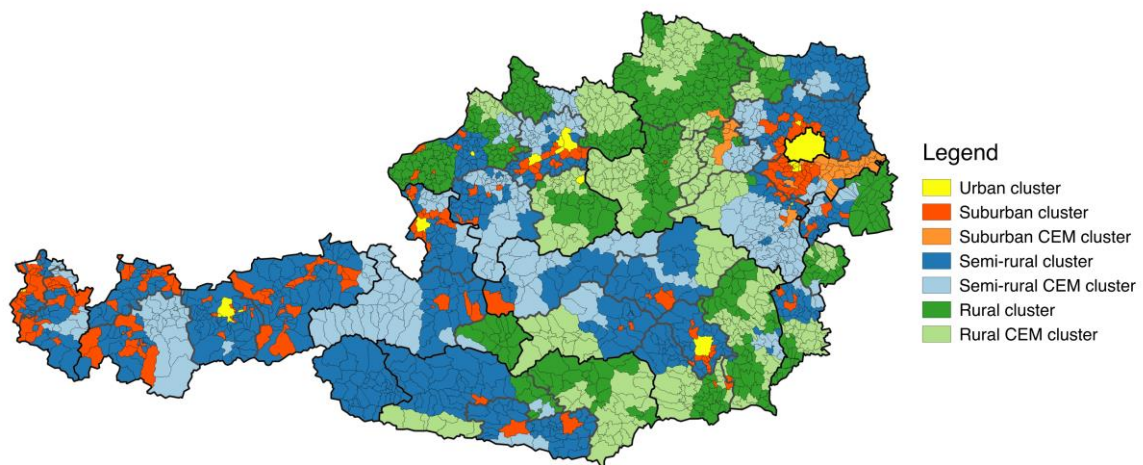 Legend
Urban cluster
Suburban cluster
Suburban CEM cluster
Semi-rural cluster
Semi-rural CEM cluster
Rural cluster
Rural CEM cluster